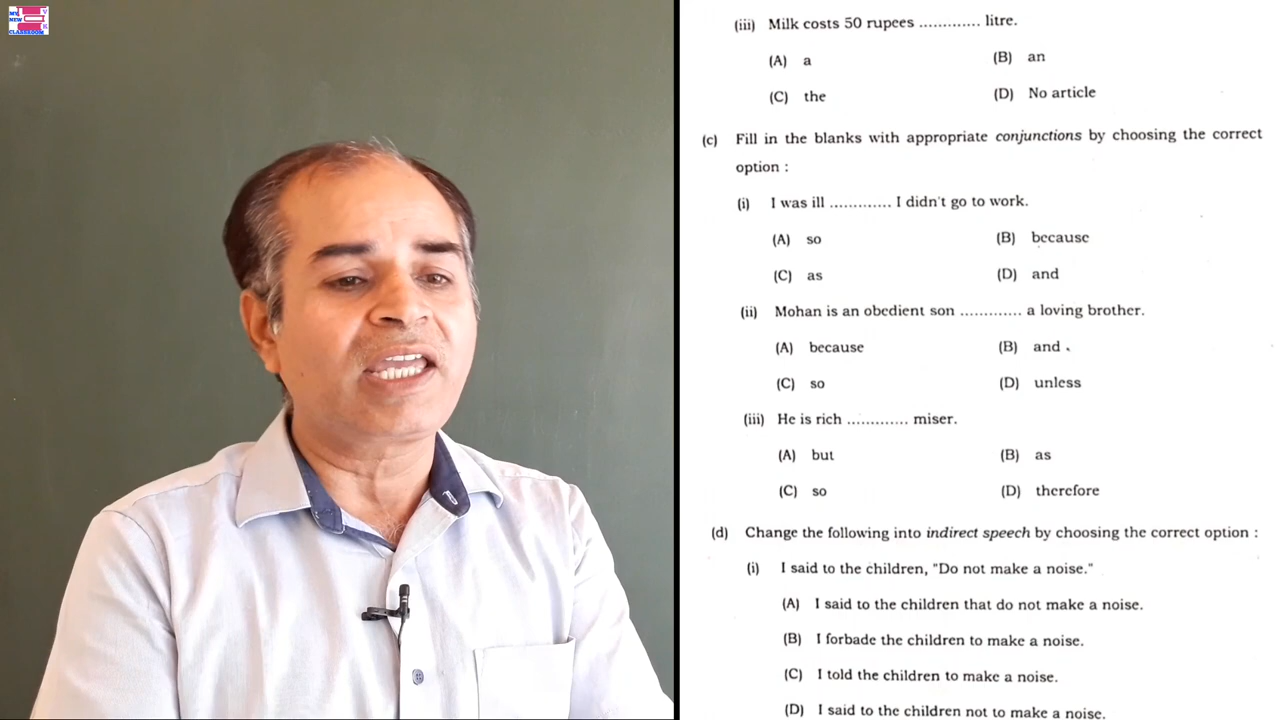 MY
NEW
V
K
CLASSROOM
(iii) Milk costs 50 rupees ............. litre.
(A) a (B) an
(C) the (D) No article
(c) Fill in the blanks with appropriate conjunctions by choosing the correct
option :
(i) I was ill ............. I didn't go to work.
(A) so (B) because
(C) as (D) and
(ii) Mohan is an obedient son ............. a loving brother.
(A) because (B) and
(C) so (D) unless
(iii) He is rich ............. miser.
(A) but (B) as
(C) so (D) therefore
(d) Change the following into indirect speech by choosing the correct option :
(i) I said to the children, "Do not make a noise."
(A) I said to the children that do not make a noise.
(B) I forbade the children to make a noise.
(C) I told the children to make a noise.
(D) I said to the children not to make a noise.